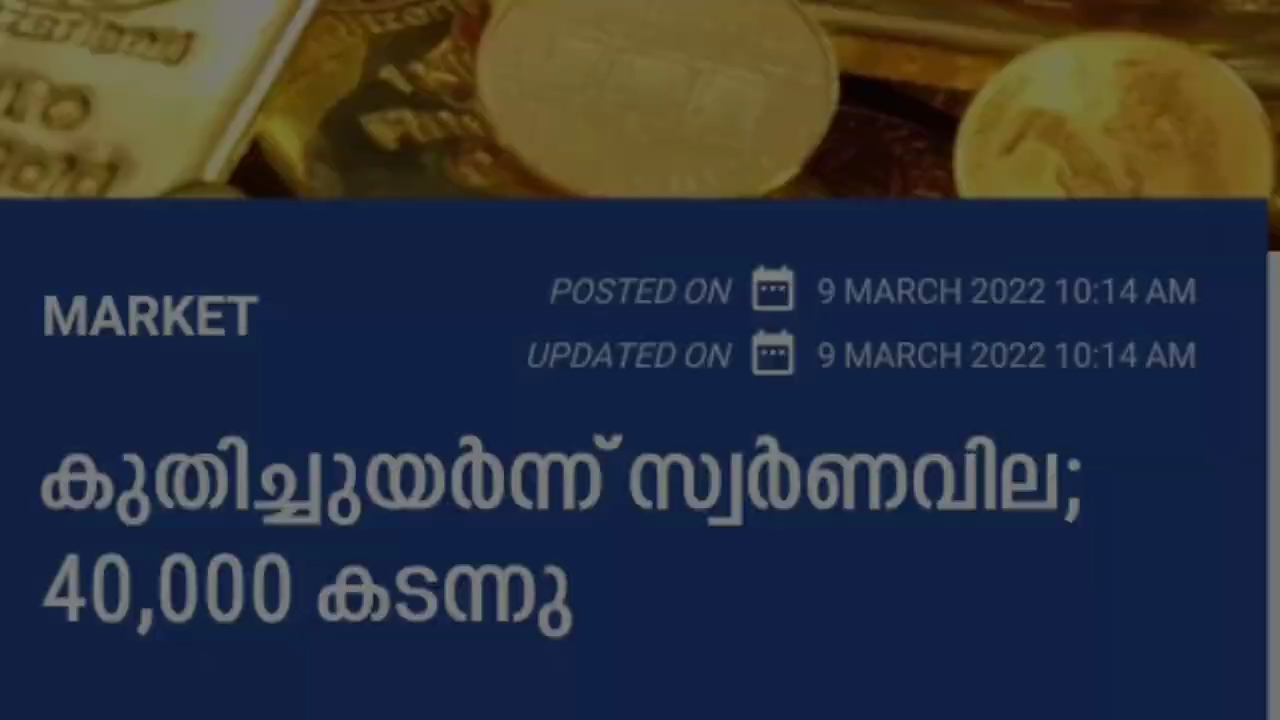 MARKET
POSTED ON 9 MARCH 2022 10:14 AM
UPDATED ON 9 MARCH 2022 10:14 AM
കുതിച്ചുയർന്ന് സ്വർണവില;
40,000 കടന്നു